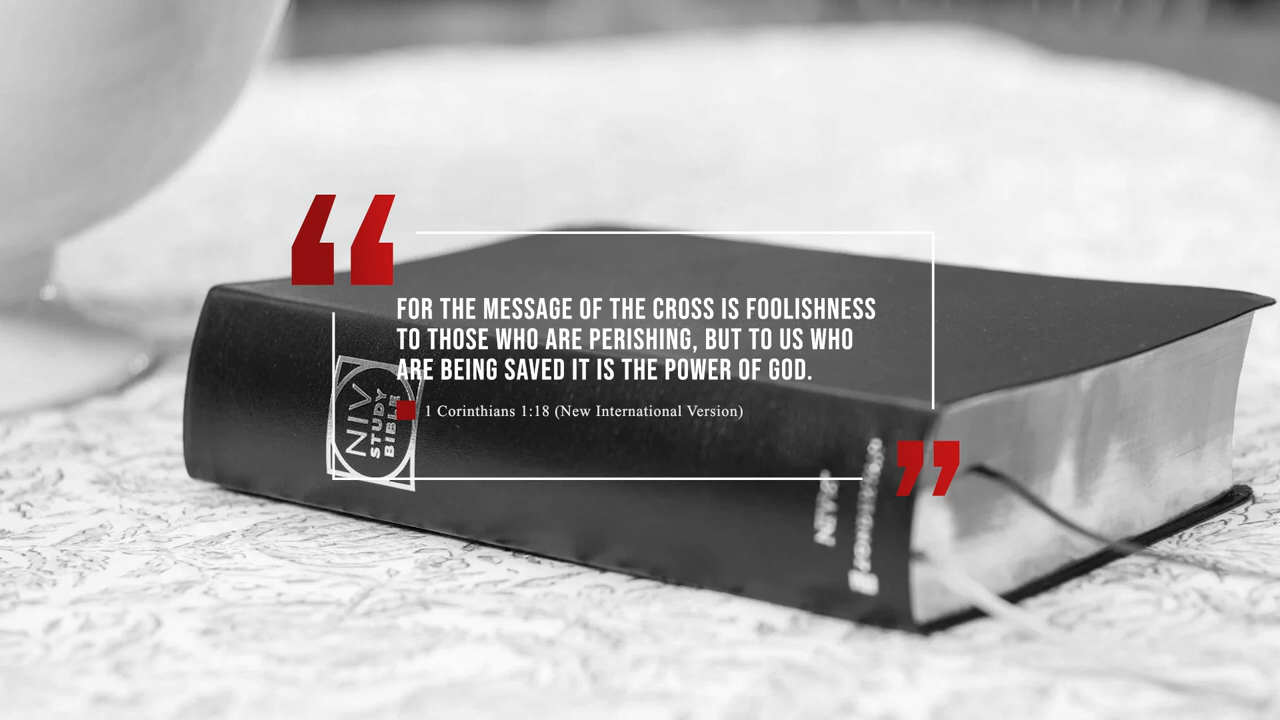 “
FOR THE MESSAGE OF THE CROSS IS FOOLISHNESS
TO THOSE WHO ARE PERISHING, BUT TO US WHO
ARE BEING SAVED IT IS THE POWER OF GOD.
1 Corinthians 1:18 (New International Version)
”
NIV
STUDY
BIBLE